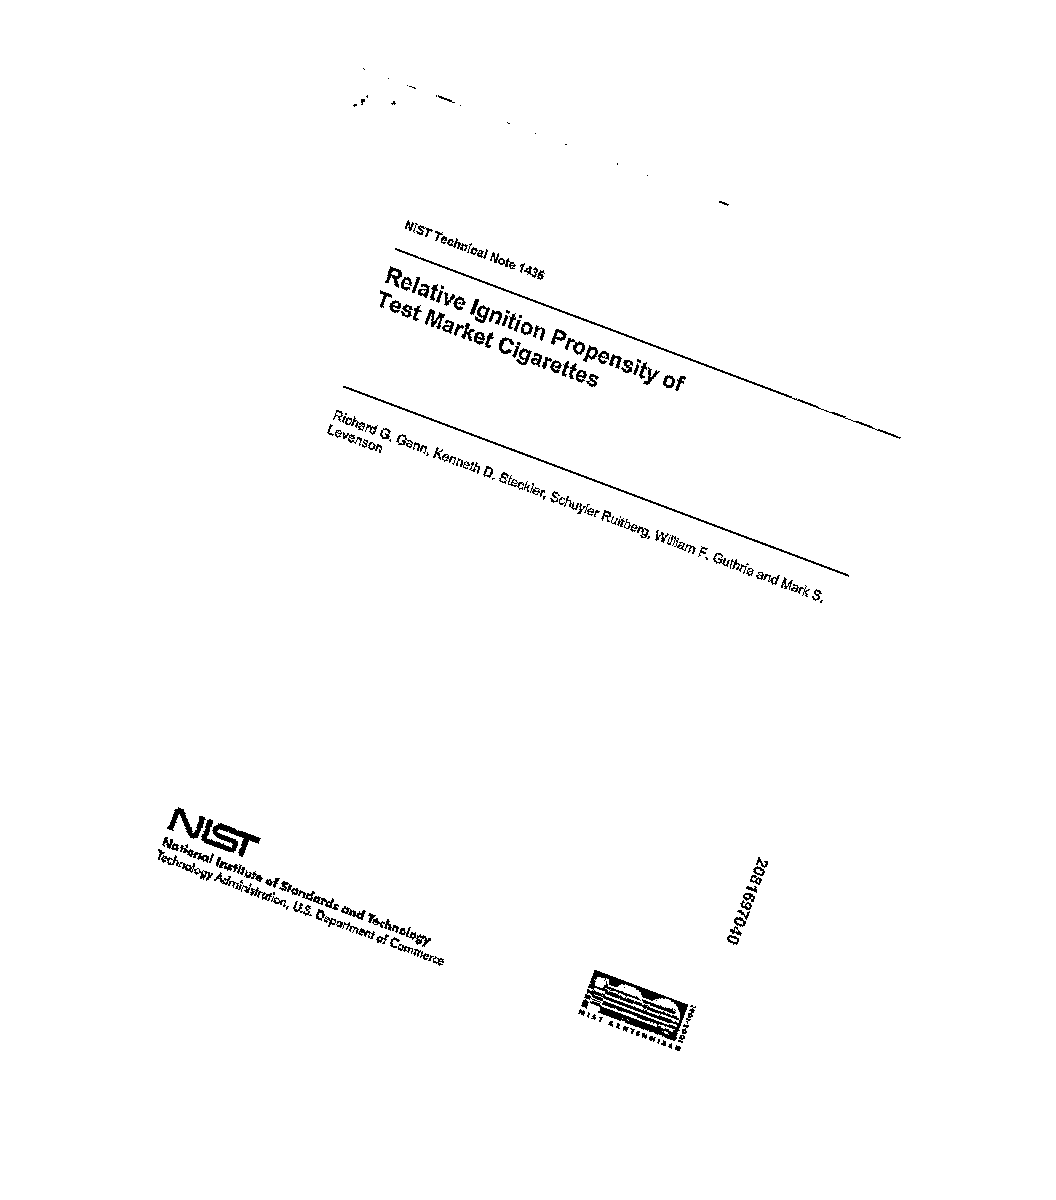 NIST Technical Note 1436
Relative Ignition Propensity of
Test Market Cigarettes
Richard G. Gann, Kenneth D. Steckler, Schuyler Ruitberg, William F. Guthrie and Mark S.
Levenson
NIST
National Institute of Standards and Technology
Technology Administration, U.S. Department of Commerce
2081697040
NIST CENTENNIAL